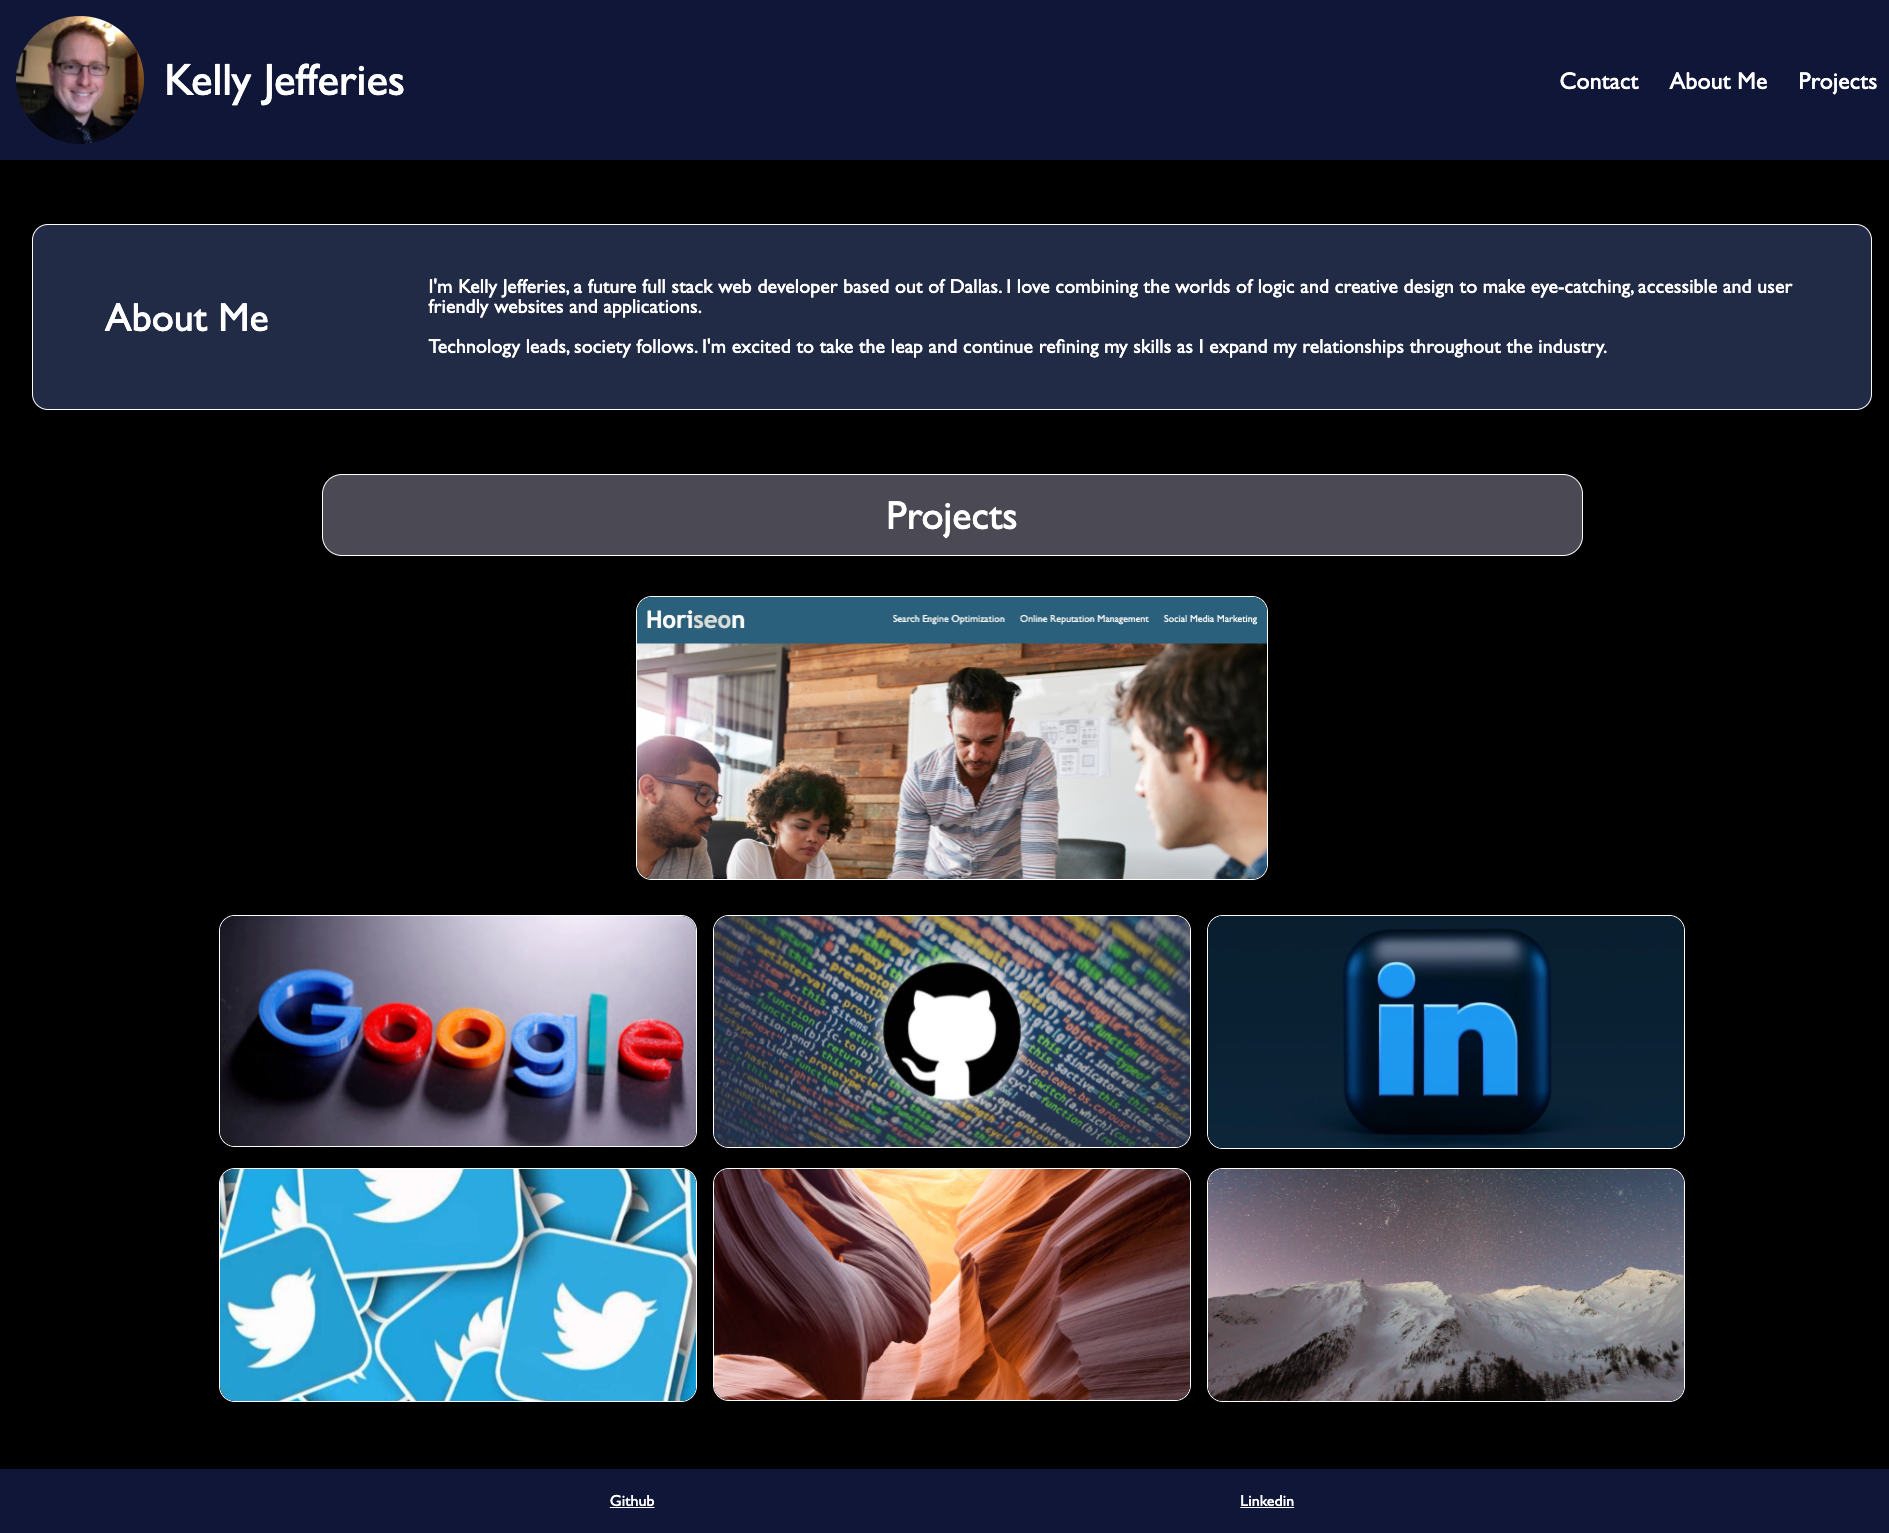 Kelly Jefferies
Contact About Me Projects
About Me
I'm Kelly Jefferies, a future full stack web developer based out of Dallas. I love combining the worlds of logic and creative design to make eye-catching, accessible and user
friendly websites and applications.
Technology leads, society follows. I'm excited to take the leap and continue refining my skills as I expand my relationships throughout the industry.
Projects
Horiseon
Search Engine Optimization Online Reputation Management Social Media Marketing
Google
in
Github
Linkedin